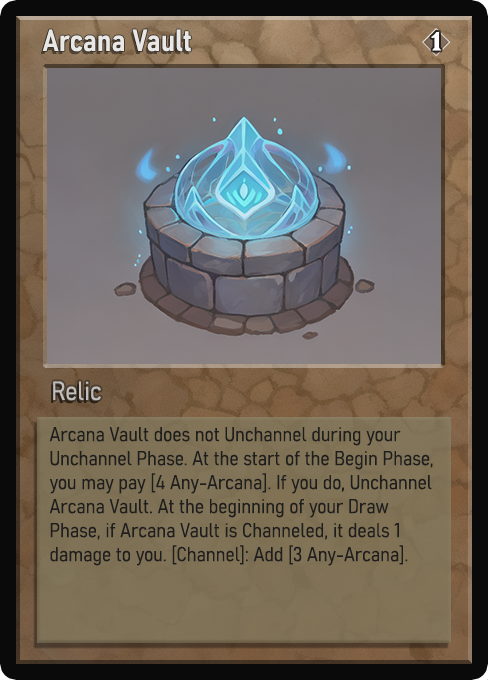 Arcana Vault 1
Relic
Arcana Vault does not Unchannel during your
Unchannel Phase. At the start of the Begin Phase,
you may pay [4 Any-Arcana]. If you do, Unchannel
Arcana Vault. At the beginning of your Draw
Phase, if Arcana Vault is Channeled, it deals 1
damage to you. [Channel]: Add [3 Any-Arcana].